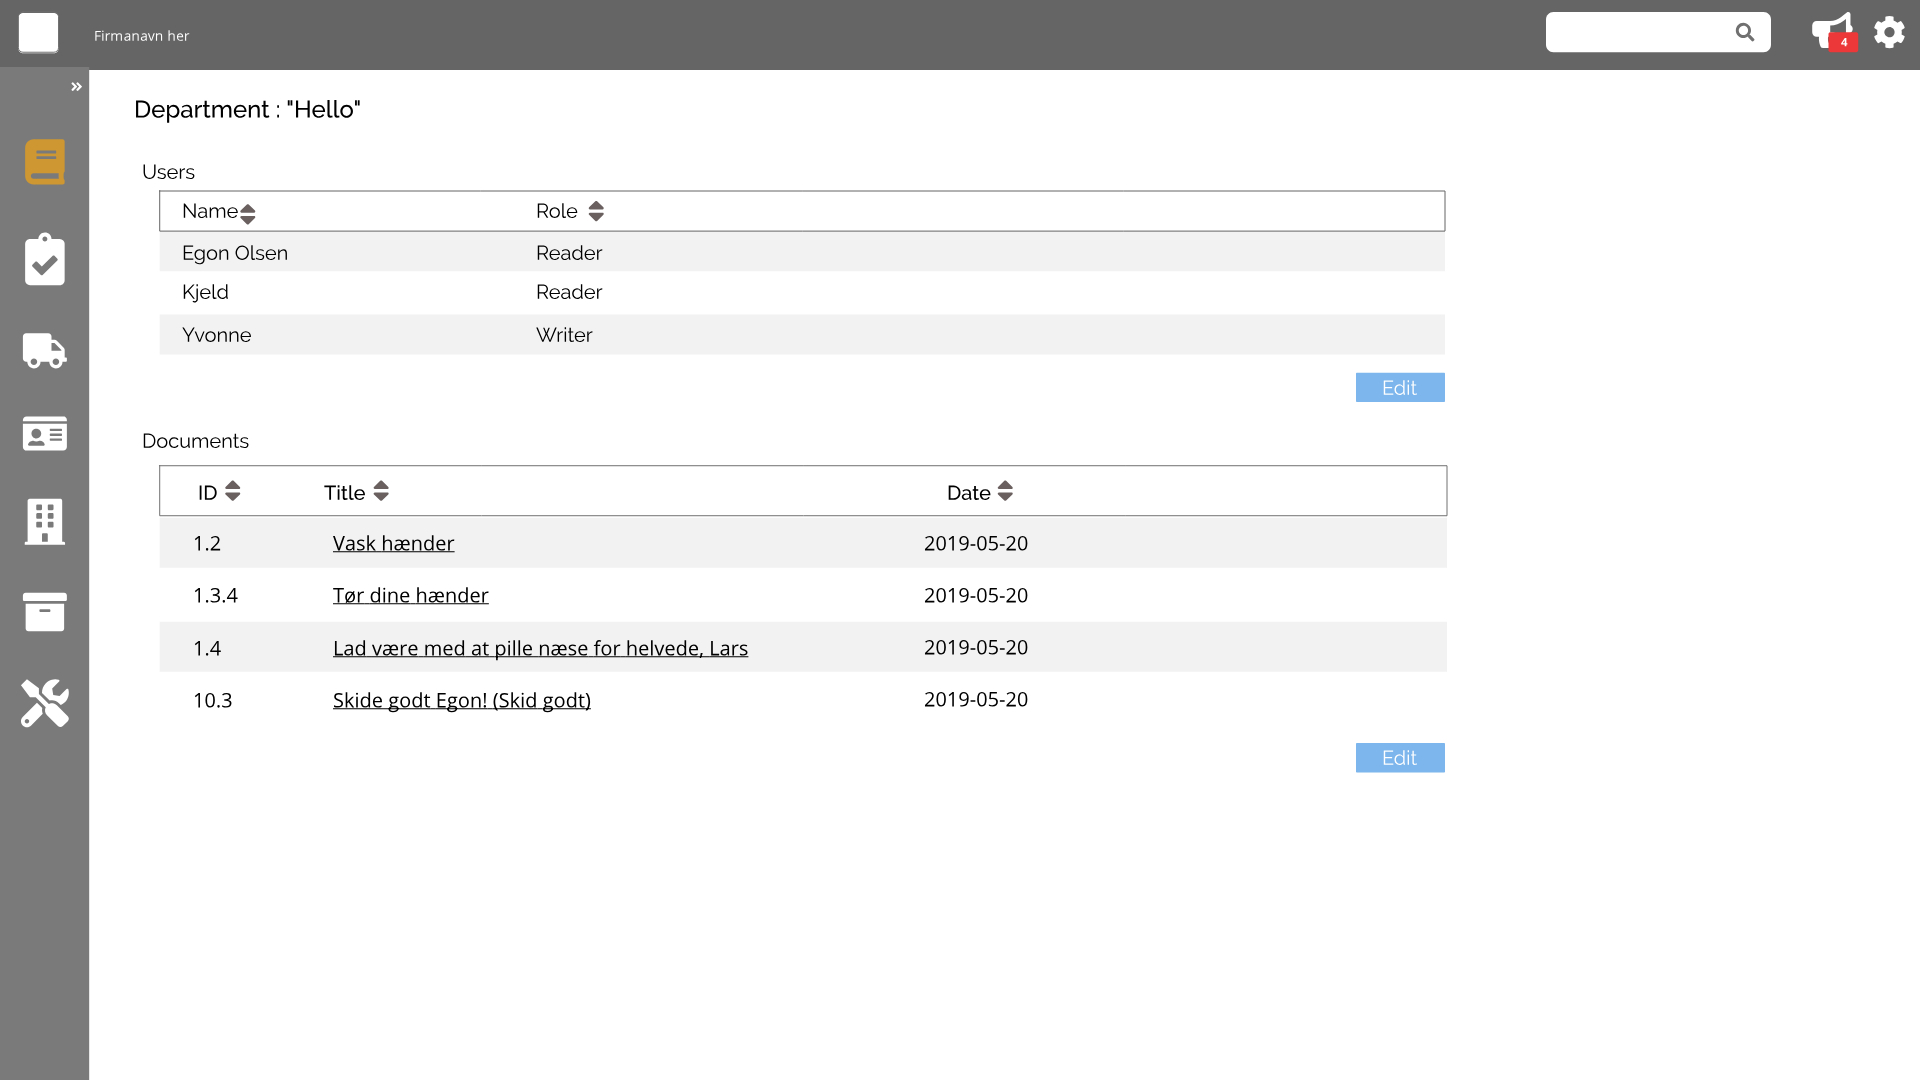 Firmanavn her
4
»
Department : "Hello"
Users
Name Role
Egon Olsen Reader
Kjeld Reader
Yvonne Writer
Edit
Documents
ID Title Date
1.2 Vask hænder 2019-05-20
1.3.4 Tør dine hænder 2019-05-20
1.4 Lad være med at pille næse for helvede, Lars 2019-05-20
10.3 Skide godt Egon! (Skid godt) 2019-05-20
Edit